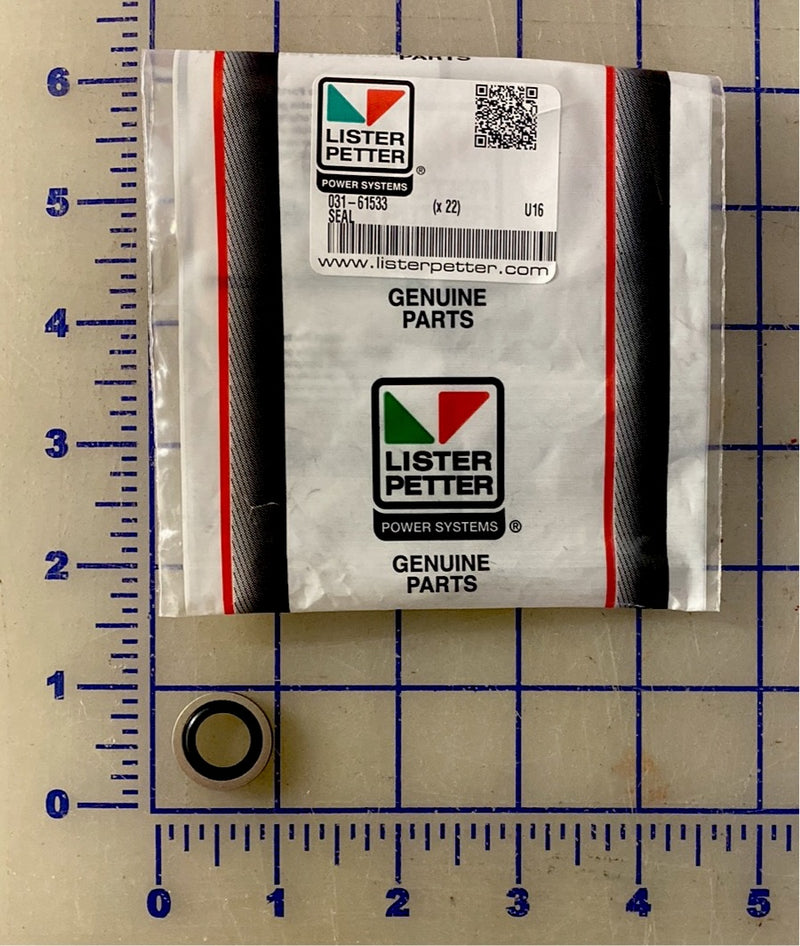 PARTS
LISTER
PETTER
®
POWER SYSTEMS
031-61533 (x 22) U16
SEAL
www.listerpetter.com
GENUINE
PARTS
LISTER
PETTER
POWER SYSTEMS ®
GENUINE
PARTS
6
5
4
3
2
1
0
0 1 2 3 4 5